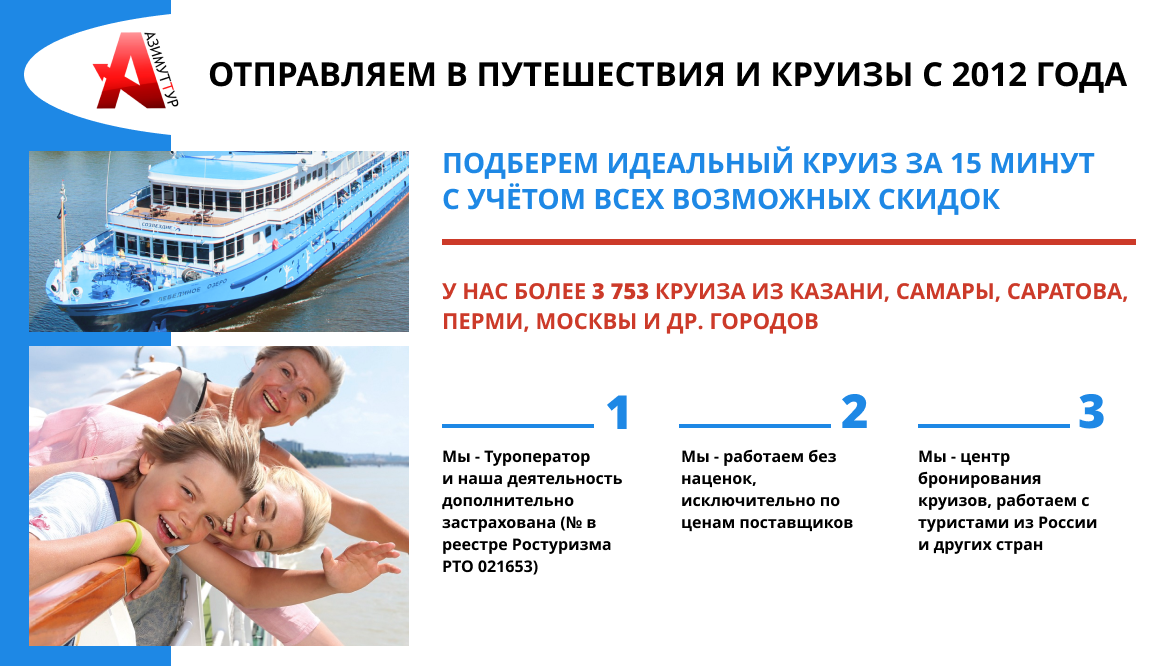 АЗИМУТТУР
ОТПРАВЛЯЕМ В ПУТЕШЕСТВИЯ И КРУИЗЫ С 2012 ГОДА
ПОДБЕРЕМ ИДЕАЛЬНЫЙ КРУИЗ ЗА 15 МИНУТ
С УЧЁТОМ ВСЕХ ВОЗМОЖНЫХ СКИДОК
СОЗВЕЗДИЕ
ЛЕБЕДИНОЕ ОЗЕРО
У НАС БОЛЕЕ 3 753 КРУИЗА ИЗ КАЗАНИ, САМАРЫ, САРАТОВА,
ПЕРМИ, МОСКВЫ И ДР. ГОРОДОВ
1
Мы - Туроператор
и наша деятельность
дополнительно
застрахована (№ в
реестре Ростуризма
РТО 021653)
2
Мы - работаем без
наценок,
исключительно по
ценам поставщиков
3
Мы - центр
бронирования
круизов, работаем с
туристами из России
и других стран